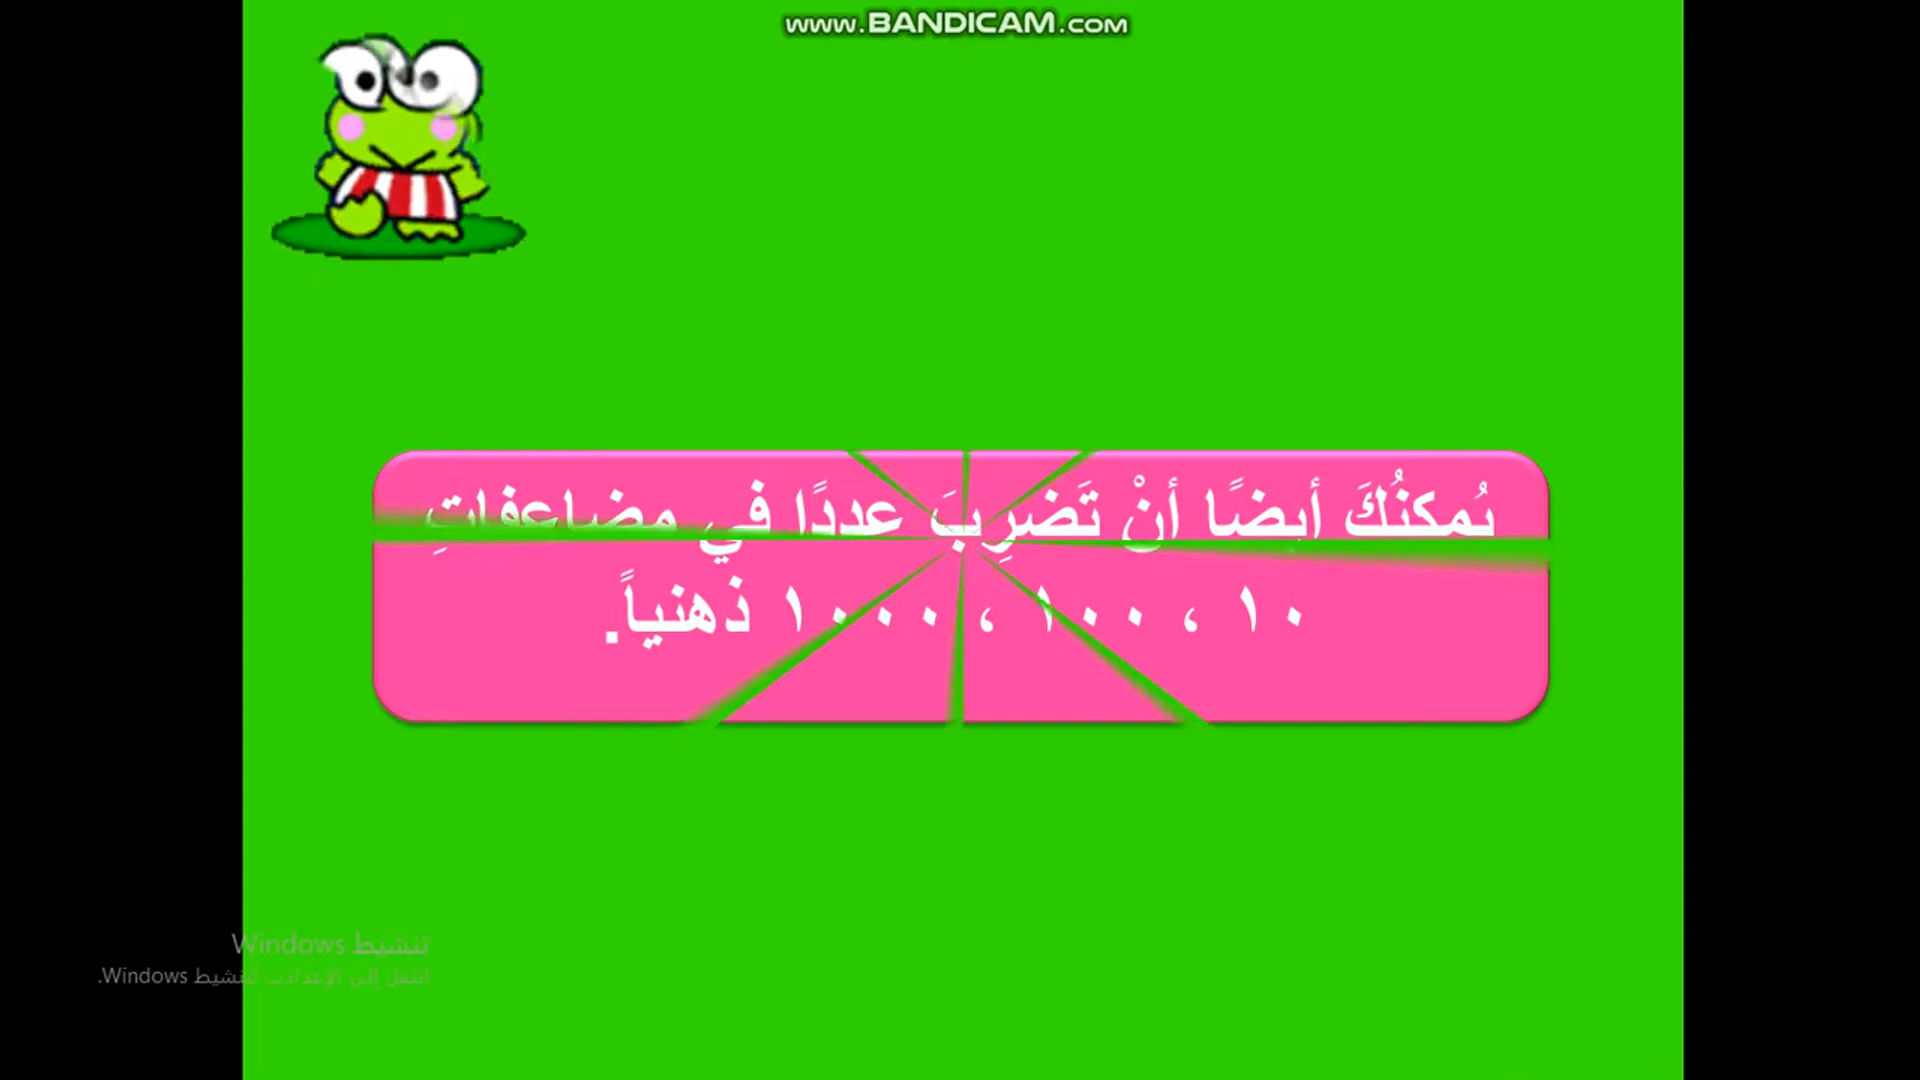 www.BANDICAM.com
يُمكنُكَ أيضًا أنْ تَضرِبَ عددًا في مضاعفاتِ
١٠ ، ١٠٠ ، ١٠٠٠ ذهنياً.
تنشيط Windows
انتقل إلى الإعدادات لتنشيط Windows.